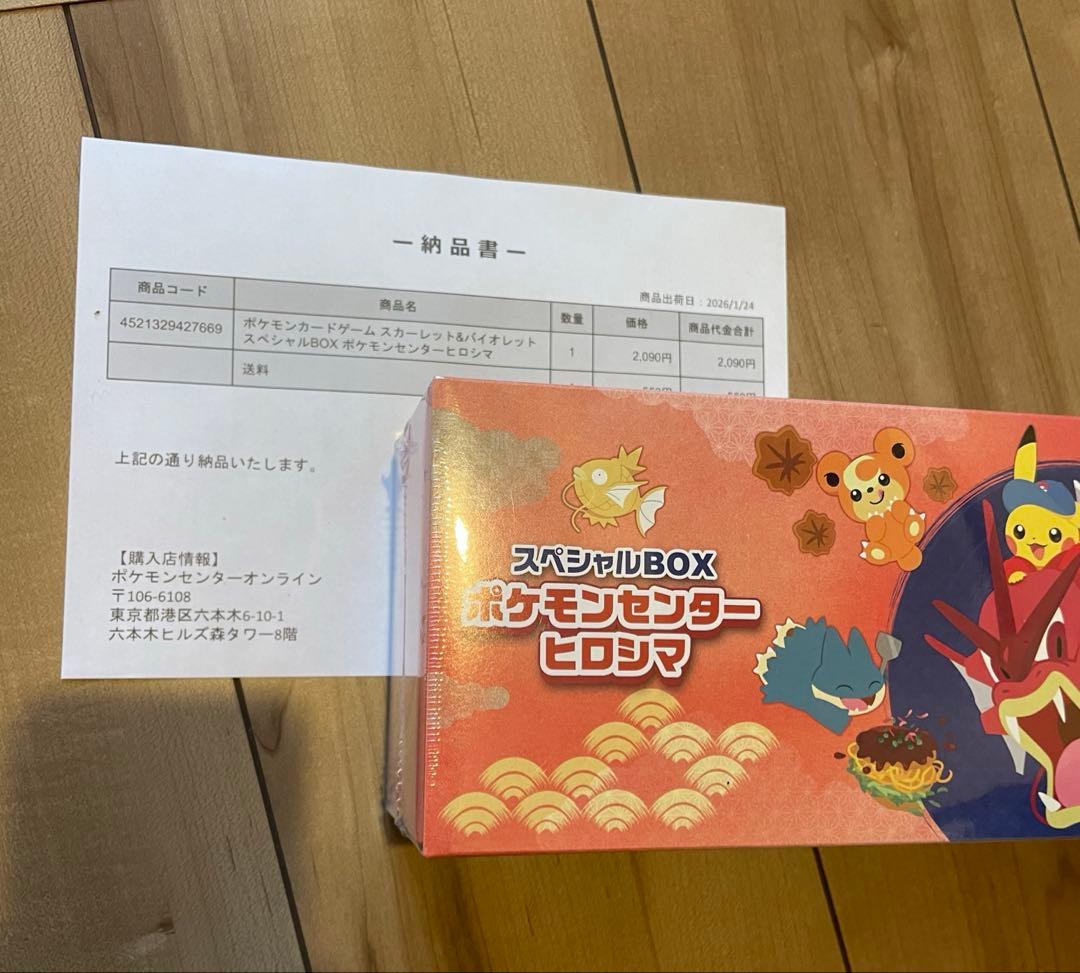 ー納品書ー
商品出荷日：2026/1/24
商品コード 商品名 数量 価格 商品代金合計
4521329427669 ポケモンカードゲーム スカーレット&バイオレット
スペシャルBOX ポケモンセンターヒロシマ 1 2,090円 2,090円
送料
上記の通り納品いたします。
【購入店情報】
ポケモンセンターオンライン
〒106-6108
東京都港区六本木6-10-1
六本木ヒルズ森タワー8階
スペシャルBOX
ポケモンセンター
ヒロシマ